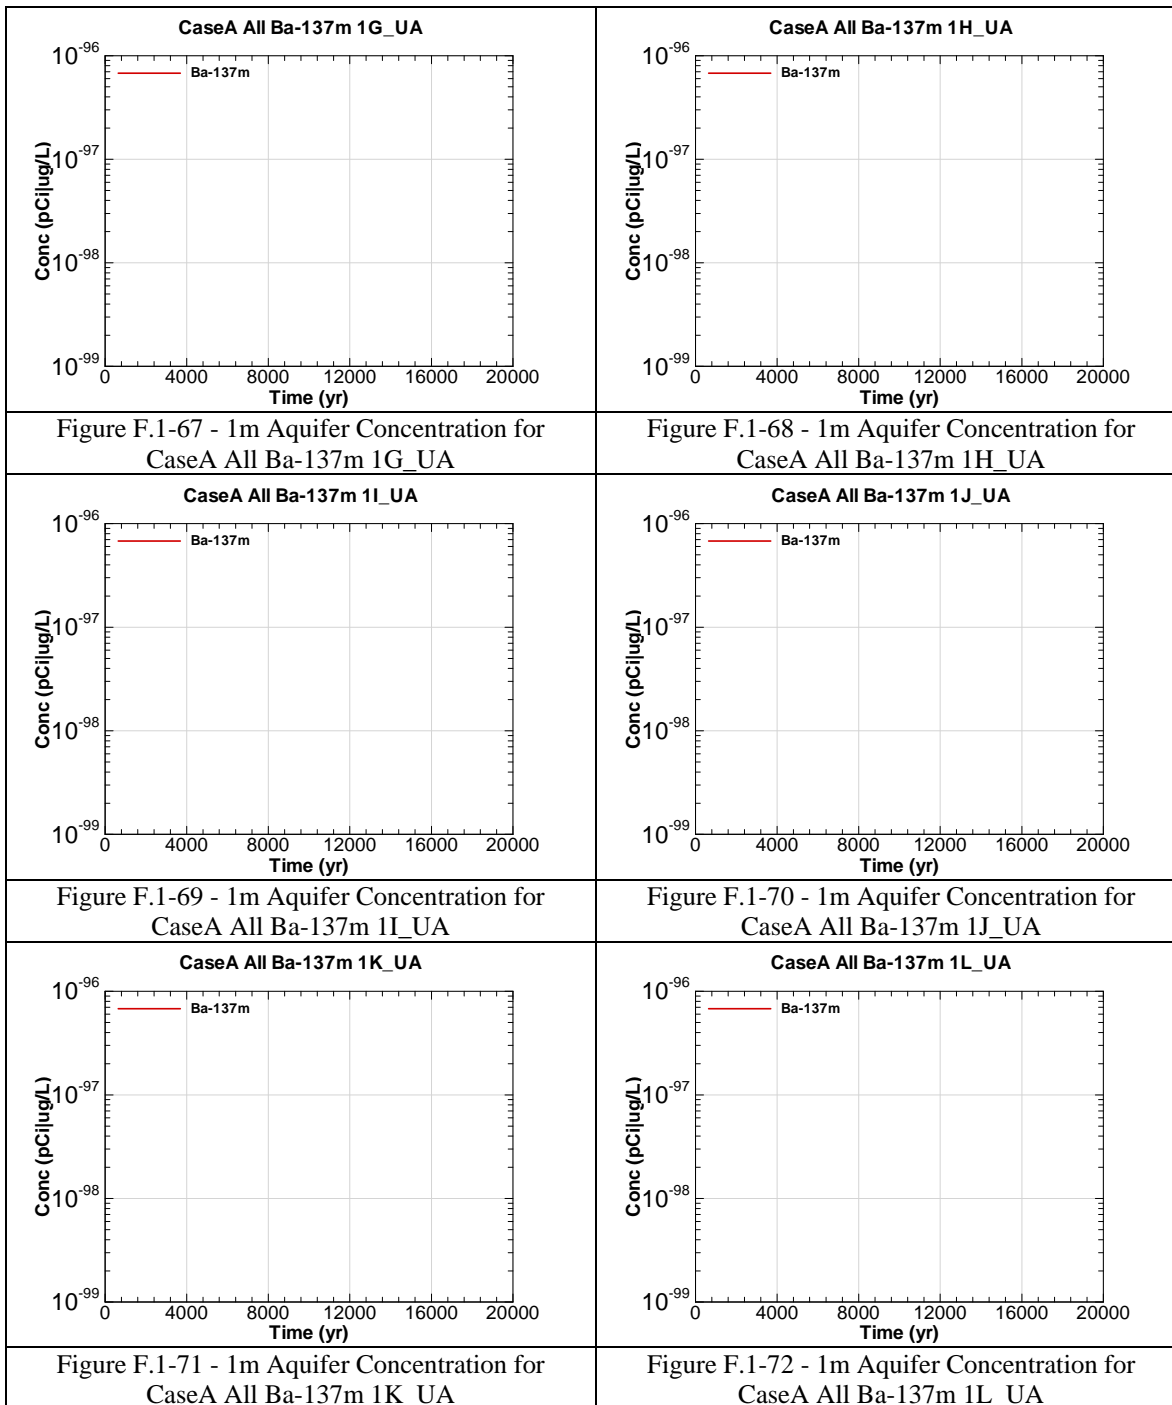 CaseA All Ba-137m 1G_UA
Ba-137m
Conc (pCi|ug/L)
10-96
10-97
10-98
10-99
0 4000 8000 12000 16000 20000
Time (yr)
Figure F.1-67 - 1m Aquifer Concentration for
CaseA All Ba-137m 1G_UA
CaseA All Ba-137m 1H_UA
Ba-137m
Conc (pCi|ug/L)
10-96
10-97
10-98
10-99
0 4000 8000 12000 16000 20000
Time (yr)
Figure F.1-68 - 1m Aquifer Concentration for
CaseA All Ba-137m 1H_UA
CaseA All Ba-137m 1I_UA
Ba-137m
Conc (pCi|ug/L)
10-96
10-97
10-98
10-99
0 4000 8000 12000 16000 20000
Time (yr)
Figure F.1-69 - 1m Aquifer Concentration for
CaseA All Ba-137m 1I_UA
CaseA All Ba-137m 1J_UA
Ba-137m
Conc (pCi|ug/L)
10-96
10-97
10-98
10-99
0 4000 8000 12000 16000 20000
Time (yr)
Figure F.1-70 - 1m Aquifer Concentration for
CaseA All Ba-137m 1J_UA
CaseA All Ba-137m 1K_UA
Ba-137m
Conc (pCi|ug/L)
10-96
10-97
10-98
10-99
0 4000 8000 12000 16000 20000
Time (yr)
Figure F.1-71 - 1m Aquifer Concentration for
CaseA All Ba-137m 1K_UA
CaseA All Ba-137m 1L_UA
Ba-137m
Conc (pCi|ug/L)
10-96
10-97
10-98
10-99
0 4000 8000 12000 16000 20000
Time (yr)
Figure F.1-72 - 1m Aquifer Concentration for
CaseA All Ba-137m 1L_UA